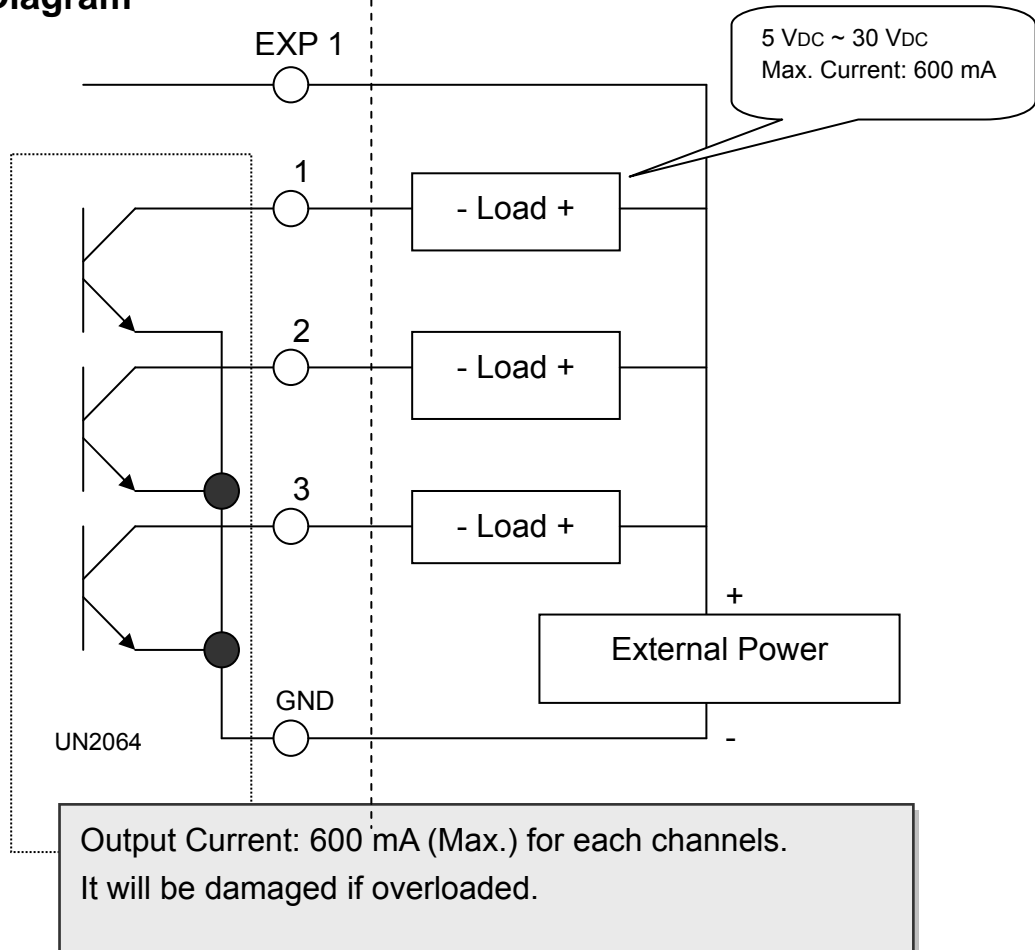 Diagram
EXP 1
5 VDC ~ 30 VDC
Max. Current: 600 mA
1
- Load +
2
- Load +
3
- Load +
+
External Power
GND
UN2064
-
Output Current: 600 mA (Max.) for each channels.
It will be damaged if overloaded.